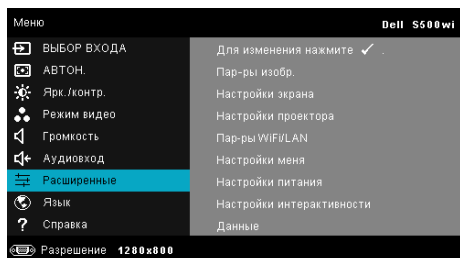 Меню Dell S500wi
ВЫБОР ВХОДА
АВТОН.
Ярк./контр.
Режим видео
Громкость
Аудиовход
Расширенные
Язык
Справка
Для изменения нажмите ✓ .
Пар-ры изобр.
Настройки экрана
Настройки проектора
Пар-ры WiFi/LAN
Настройки меня
Настройки питания
Настройки интерактивности
Данные
Разрешение 1280x800